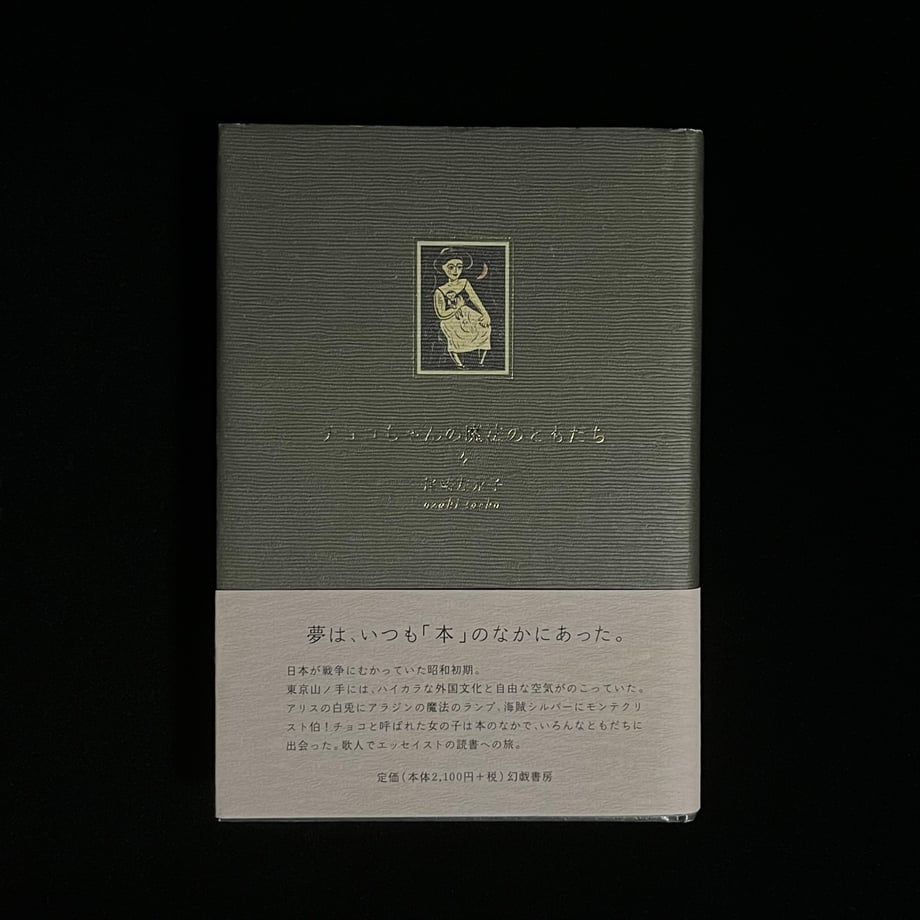 チョコちゃんの魔法のともだち
尾崎左永子
ozaki saeko
夢は、いつも「本」のなかにあった。
日本が戦争にむかっていた昭和初期。
東京山ノ手には、ハイカラな外国文化と自由な空気がのこっていた。
アリスの白兎にアラジンの魔法のランプ、海賊シルバーにモンテクリ
スト伯！チョコと呼ばれた女の子は本のなかで、いろんなともだちに
出会った。歌人でエッセイストの読書への旅。
定価（本体2,100円＋税）幻戯書房